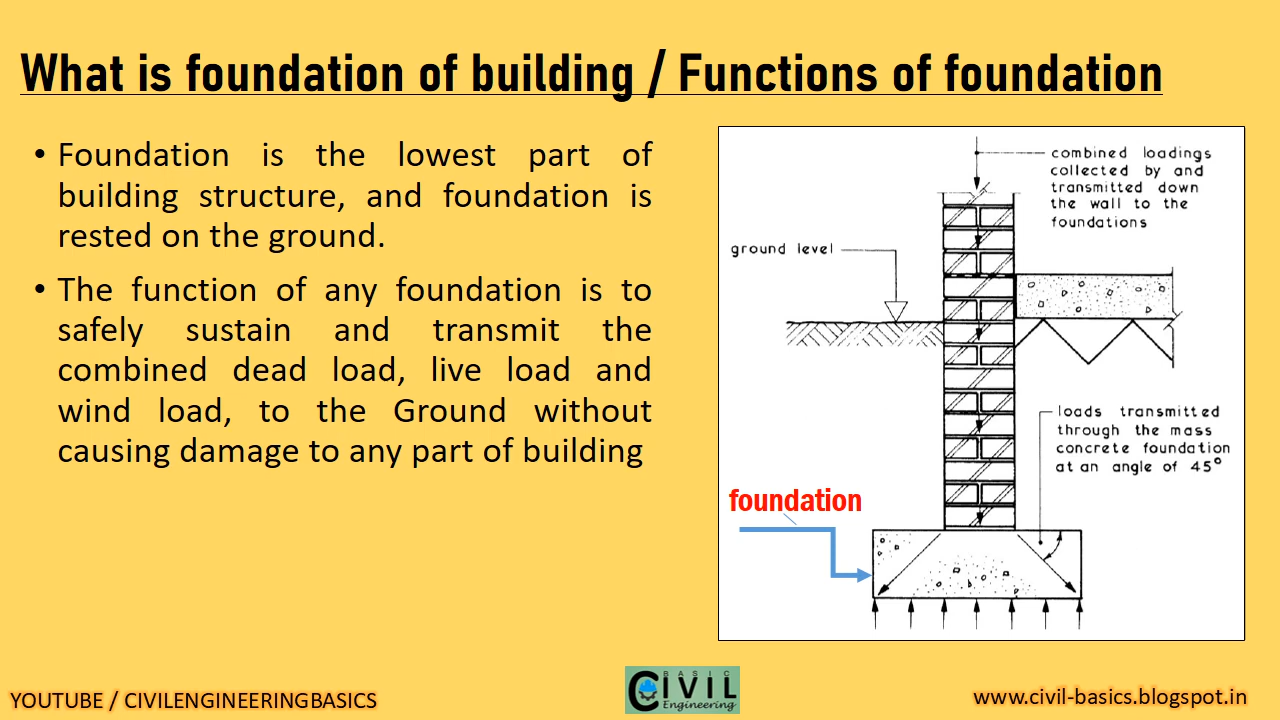 What is foundation of building / Functions of foundation
• Foundation is the lowest part of
building structure, and foundation is
rested on the ground.
• The function of any foundation is to
safely sustain and transmit the
combined dead load, live load and
wind load, to the Ground without
causing damage to any part of building
combined loadings
collected by and
transmitted down
the wall to the
foundations
ground level
loads transmitted
through the mass
concrete foundation
at an angle of 45°
foundation
YOUTUBE / CIVILENGINEERINGBASICS
BASIC
CIVIL
Engineering
www.civil-basics.blogspot.in